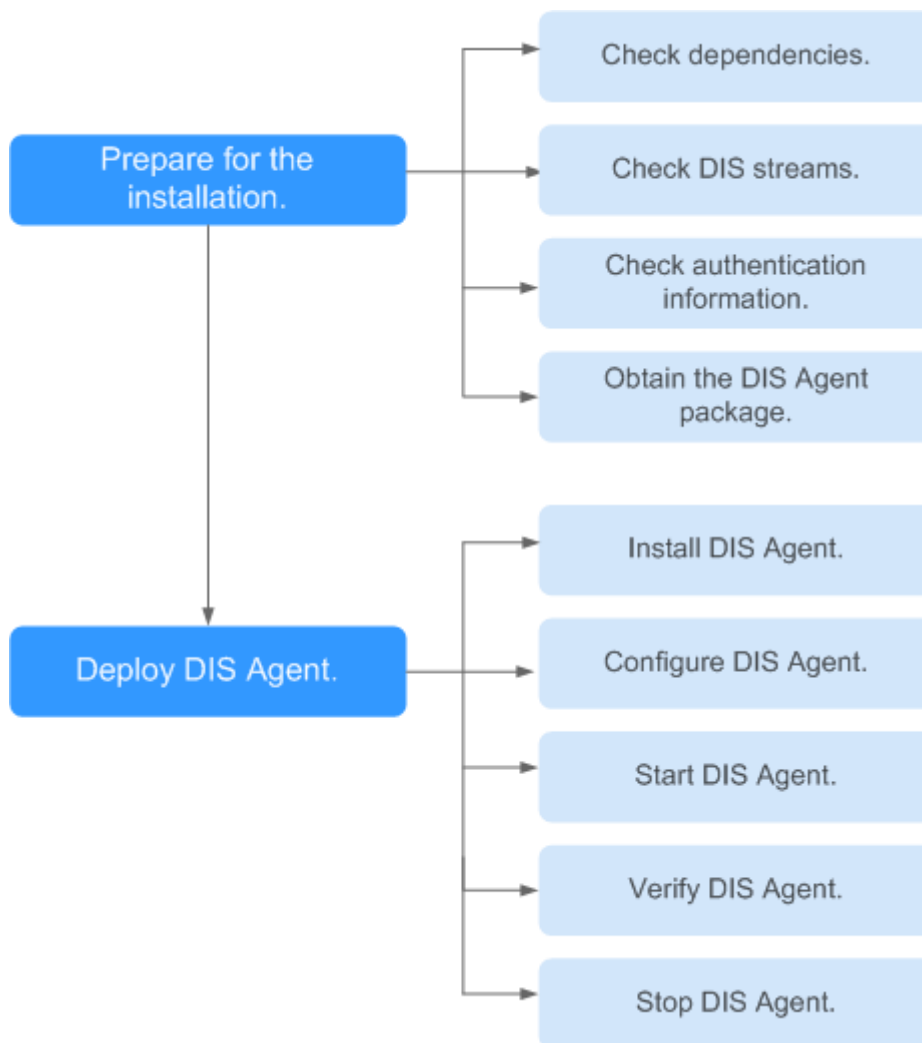 Check dependencies.
Prepare for the
installation.
Check DIS streams.
Check authentication
information.
Obtain the DIS Agent
package.
Install DIS Agent.
Deploy DIS Agent.
Configure DIS Agent.
Start DIS Agent.
Verify DIS Agent.
Stop DIS Agent.